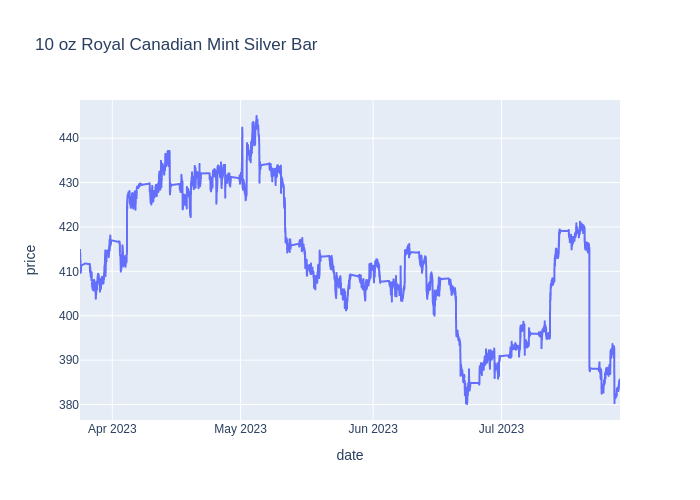 10 oz Royal Canadian Mint Silver Bar
440
430
420
410
400
390
380
price
Apr 2023
May 2023
Jun 2023
Jul 2023
date